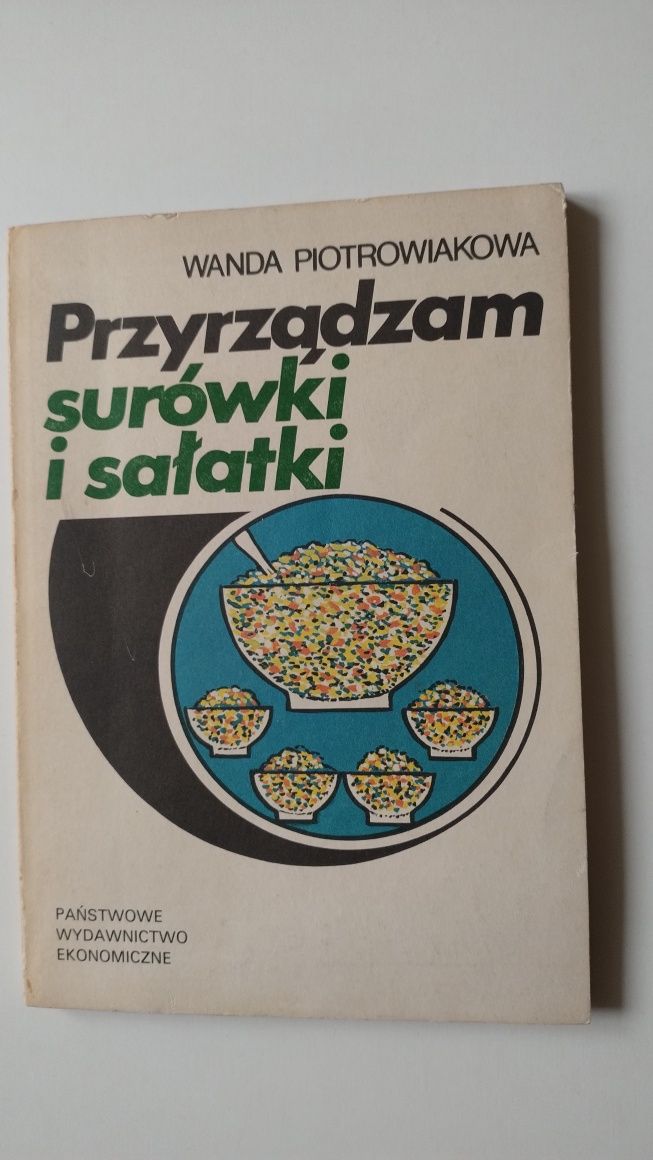 WANDA PIOTROWIAKOWA
Przyrządzam
surówki
i sałatki
PAŃSTWOWE
WYDAWNICTWO
EKONOMICZNE